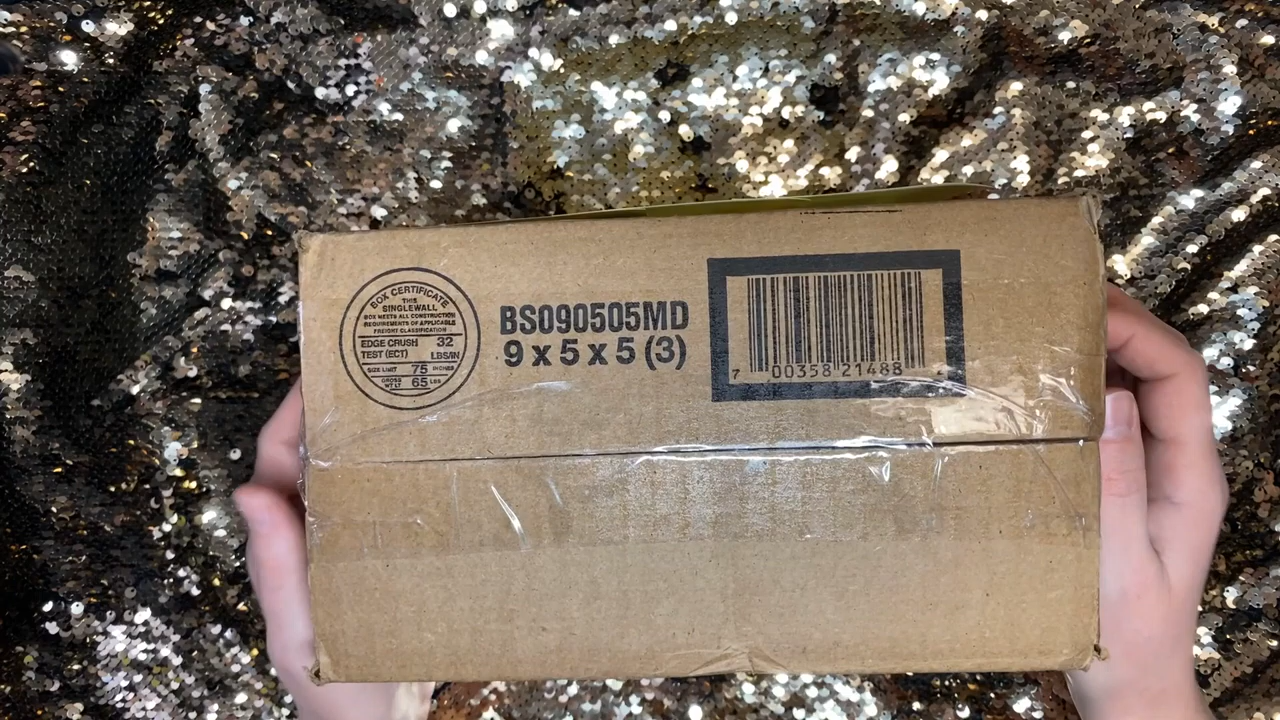 BOX CERTIFICATE
THIS
SINGLEWALL
BOX MEETS ALL CONSTRUCTION
REQUIREMENTS OF APPLICABLE
FREIGHT CLASSIFICATION
EDGE CRUSH 32
TEST (ECT) LBS/IN
SIZE LIMIT 75 INCHES
GROSS WT LT 65 LBS
BS090505MD
9 x 5 x 5 (3)
7 00358 21488